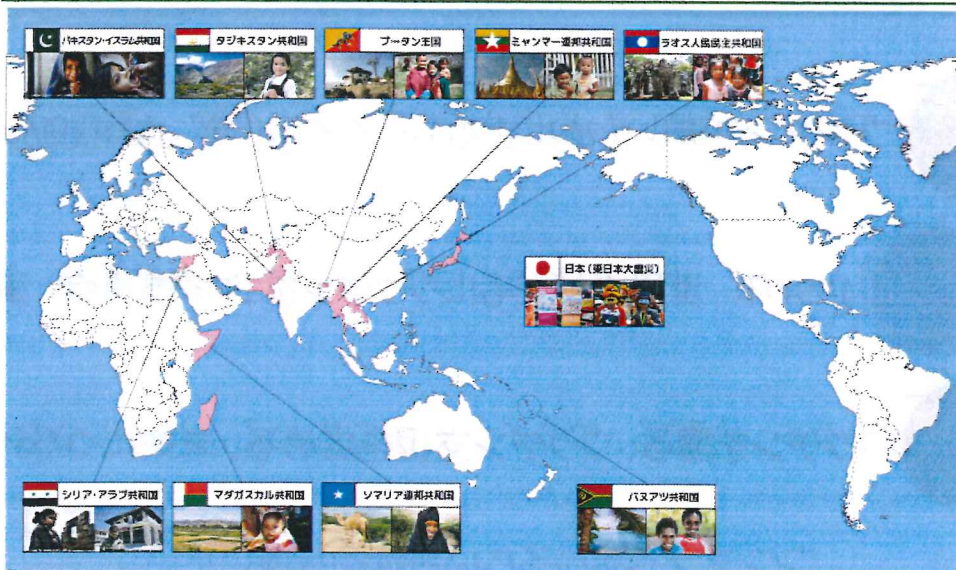 パキスタン・イスラム共和国
タジキスタン共和国
ブータン王国
ミャンマー連邦共和国
ラオス人民民主共和国
日本（東日本大震災）
シリア・アラブ共和国
マダガスカル共和国
ソマリア連邦共和国
バヌアツ共和国